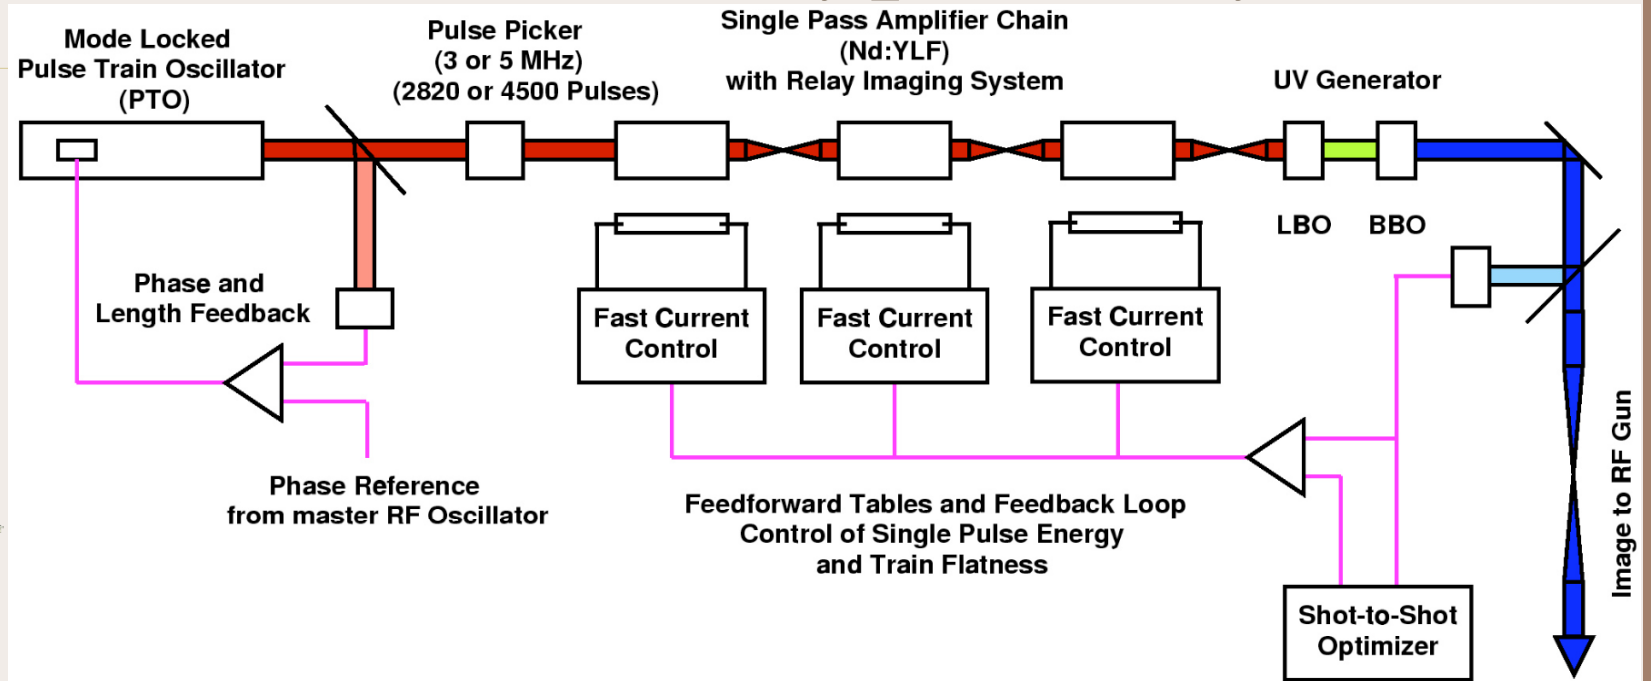 Mode Locked
Pulse Train Oscillator
(PTO)
Pulse Picker
(3 or 5 MHz)
(2820 or 4500 Pulses)
Single Pass Amplifier Chain
(Nd:YLF)
with Relay Imaging System
UV Generator
LBO BBO
Phase and
Length Feedback
Fast Current
Control
Fast Current
Control
Fast Current
Control
Phase Reference
from master RF Oscillator
Feedforward Tables and Feedback Loop
Control of Single Pulse Energy
and Train Flatness
Shot-to-Shot
Optimizer
Image to RF Gun